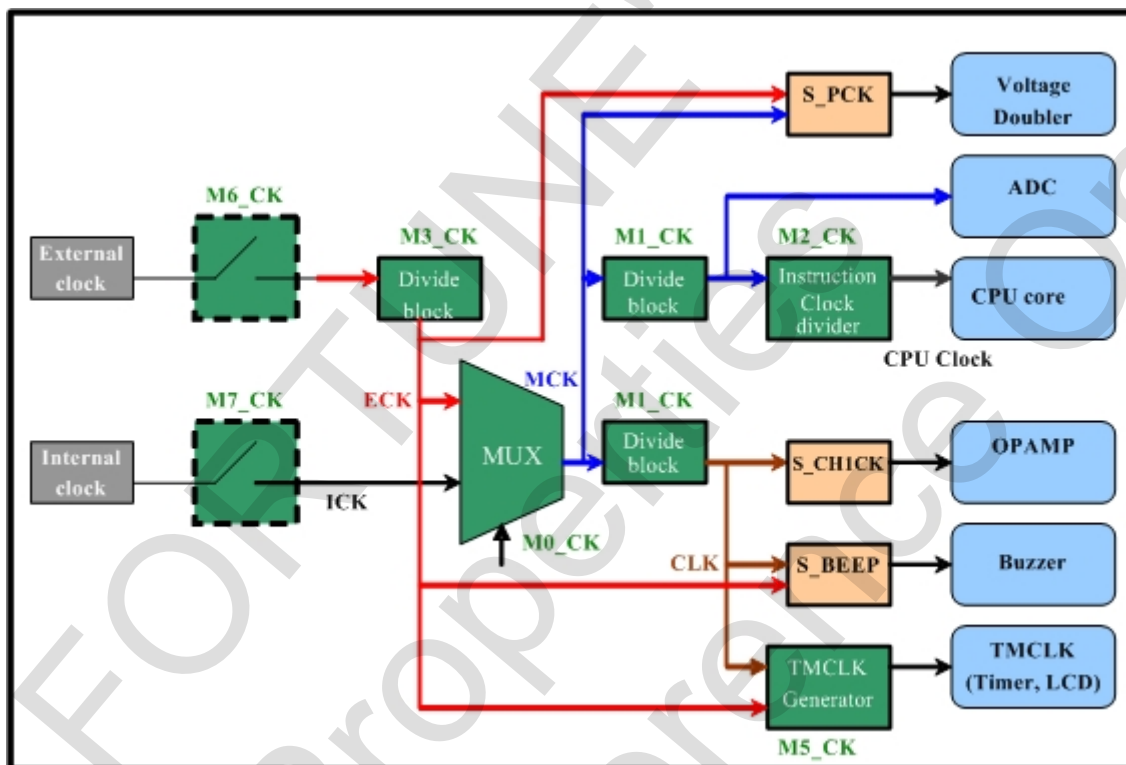 S_PCK
Voltage
Doubler
ADC
M6_CK
External
clock
M3_CK
Divide
block
M1_CK
Divide
block
M2_CK
Instruction
Clock
divider
CPU core
CPU Clock
M7_CK
Internal
clock
ICK
ECK
MCK
MUX
M0_CK
M1_CK
Divide
block
S_CH1CK
OPAMP
CLK
S_BEEP
Buzzer
TMCLK
Generator
M5_CK
TMCLK
(Timer, LCD)
FORTUNE
Properties